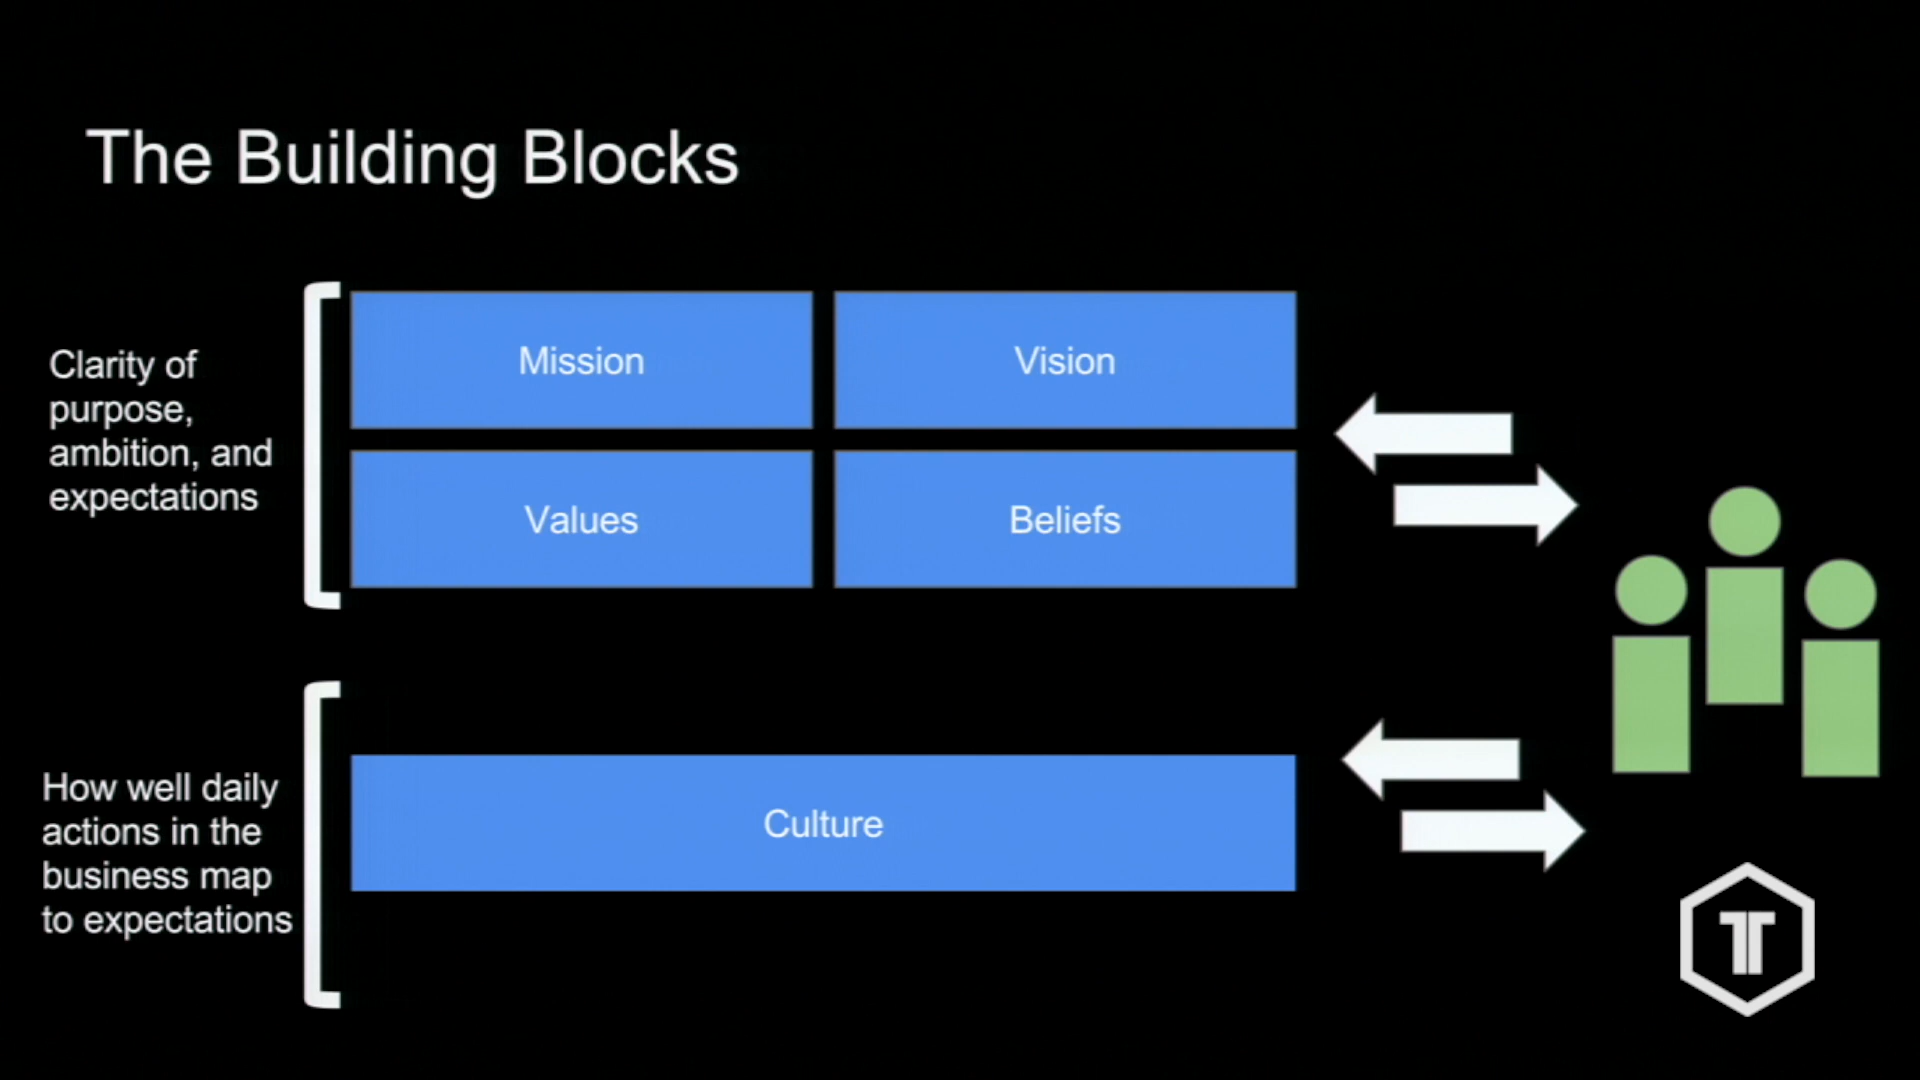 The Building Blocks
Clarity of
purpose,
ambition, and
expectations
Mission
Vision
Values
Beliefs
How well daily
actions in the
business map
to expectations
Culture